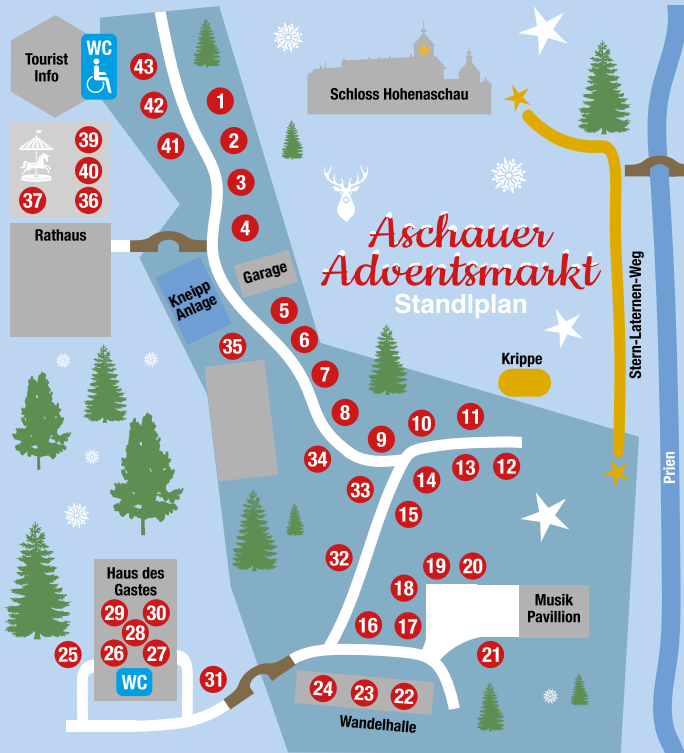 Tourist
Info
WC
43
42
41
1
2
3
4
Schloss Hohenaschau
39
40
37
36
Rathaus
Aschauer
Adventsmarkt
Standlplan
Kneipp
Anlage
Garage
5
6
7
8
9
10
11
12
13
14
15
35
34
33
32
Krippe
Stern-Laternen-Weg
Prien
19
20
18
16
17
21
Musik
Pavillion
Haus des
Gastes
29
30
28
26
27
WC
25
31
24
23
22
Wandelhalle